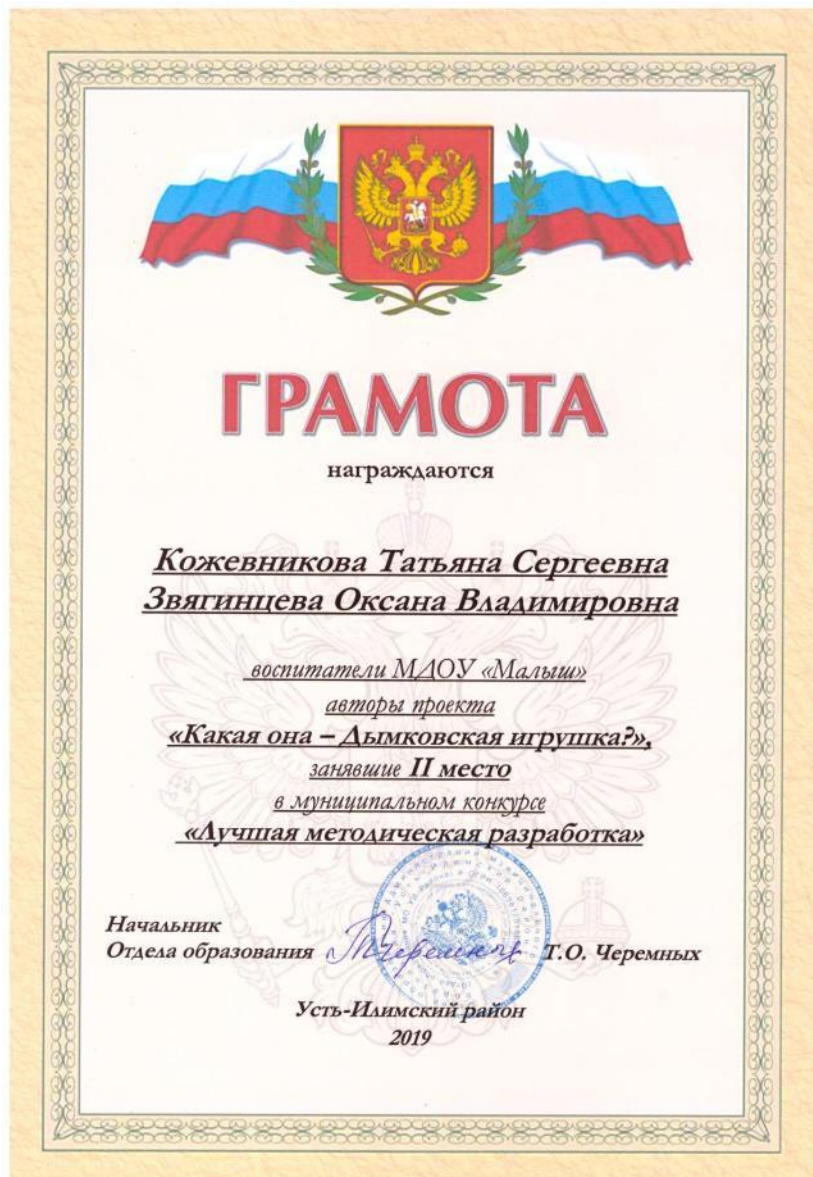 ГРАМОТА
награждаются
Кожевникова Татьяна Сергеевна
Звягинцева Оксана Владимировна
воспитатели МДОУ «Малыш»
авторы проекта
«Какая она – Дымковская игрушка?»,
занявшие II место
в муниципальном конкурсе
«Лучшая методическая разработка»
Начальник
Отдела образования Т.О. Черемных
Усть-Илимский район
2019